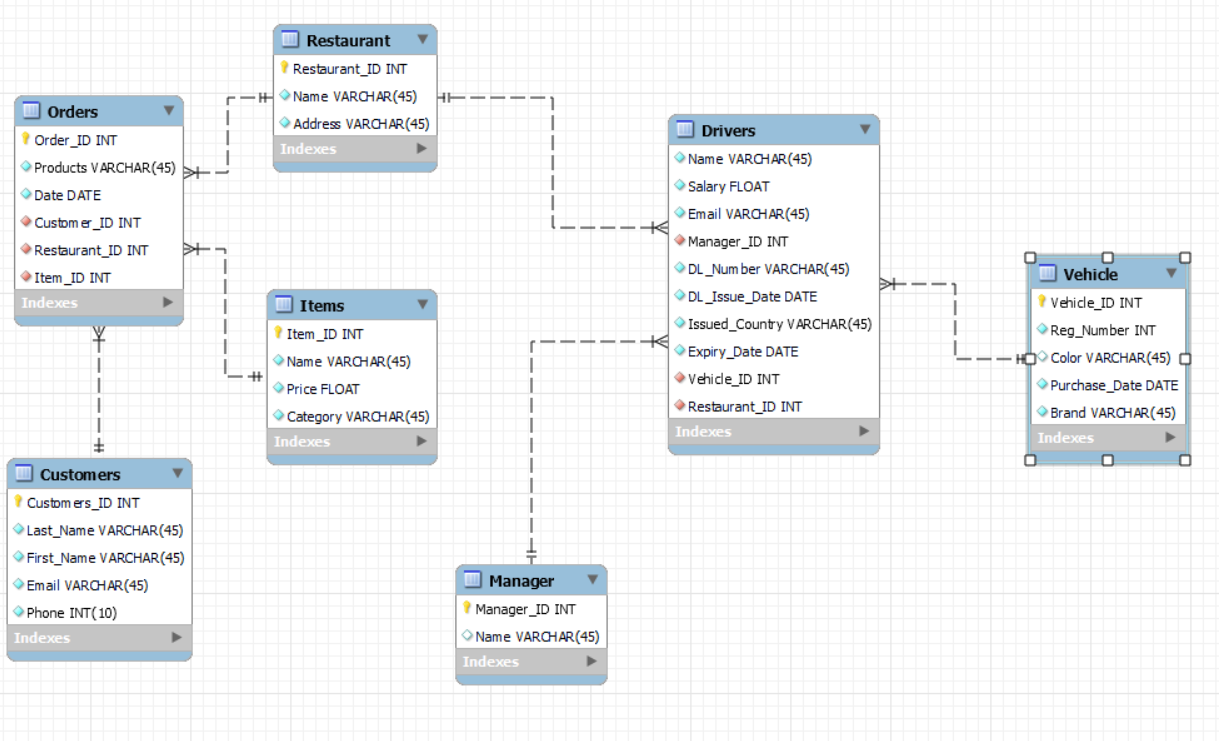 Restaurant
Restaurant_ID INT
Name VARCHAR(45)
Address VARCHAR(45)
Indexes
Orders
Order_ID INT
Products VARCHAR(45)
Date DATE
Customer_ID INT
Restaurant_ID INT
Item_ID INT
Indexes
Items
Item_ID INT
Name VARCHAR(45)
Price FLOAT
Category VARCHAR(45)
Indexes
Customers
Customers_ID INT
Last_Name VARCHAR(45)
First_Name VARCHAR(45)
Email VARCHAR(45)
Phone INT(10)
Indexes
Manager
Manager_ID INT
Name VARCHAR(45)
Indexes
Drivers
Name VARCHAR(45)
Salary FLOAT
Email VARCHAR(45)
Manager_ID INT
DL_Number VARCHAR(45)
DL_Issue_Date DATE
Issued_Country VARCHAR(45)
Expiry_Date DATE
Vehicle_ID INT
Restaurant_ID INT
Indexes
Vehicle
Vehicle_ID INT
Reg_Number INT
Color VARCHAR(45)
Purchase_Date DATE
Brand VARCHAR(45)
Indexes